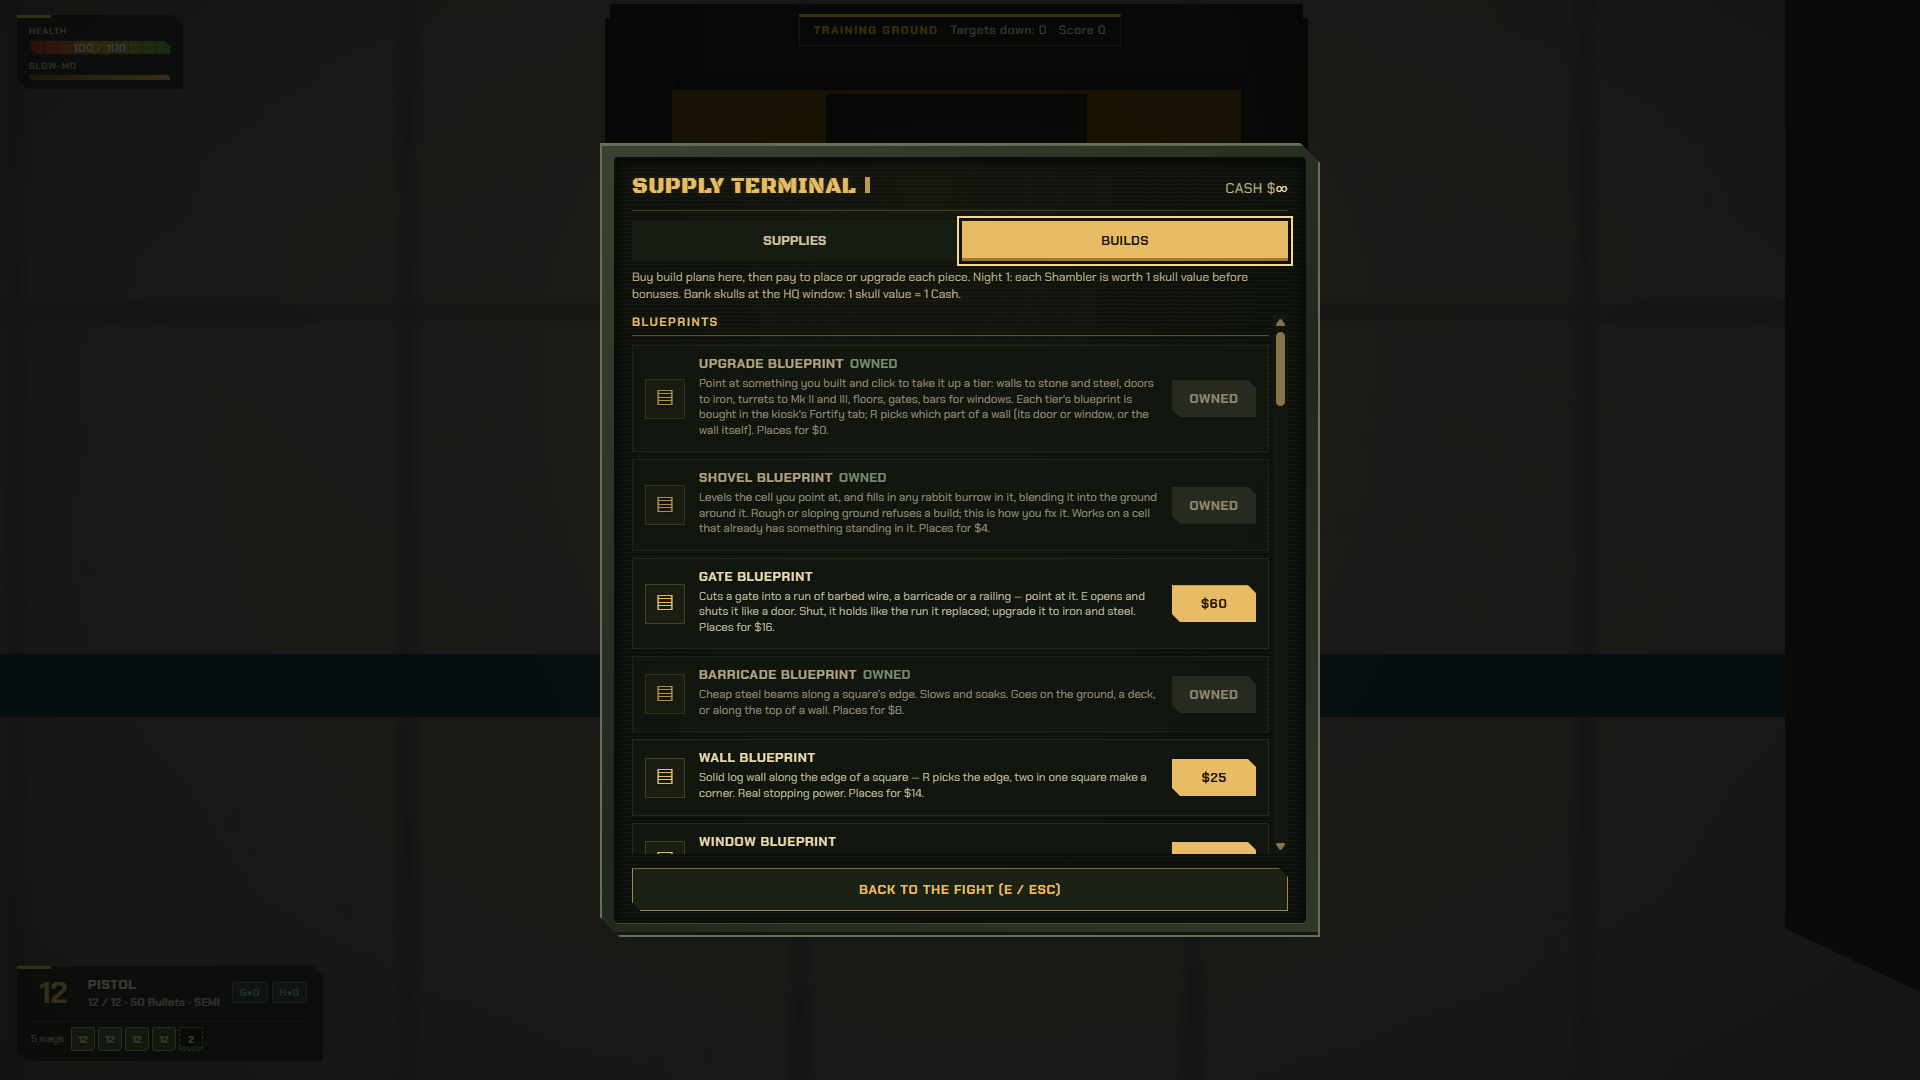 HEALTH
100 / 100
SLOW-MO
TRAINING GROUND Targets down: 0 Score 0
SUPPLY TERMINAL
CASH $∞
SUPPLIES
BUILDS
Buy build plans here, then pay to place or upgrade each piece. Night 1: each Shambler is worth 1 skull value before
bonuses. Bank skulls at the HQ window: 1 skull value = 1 Cash.
BLUEPRINTS
UPGRADE BLUEPRINT OWNED
Point at something you built and click to take it up a tier: walls to stone and steel, doors
to iron, turrets to Mk II and III, floors, gates, bars for windows. Each tier's blueprint is
bought in the kiosk's Fortify tab; R picks which part of a wall (its door or window, or the
wall itself). Places for $0.
OWNED
SHOVEL BLUEPRINT OWNED
Levels the cell you point at, and fills in any rabbit burrow in it, blending it into the ground
around it. Rough or sloping ground refuses a build; this is how you fix it. Works on a cell
that already has something standing in it. Places for $4.
OWNED
GATE BLUEPRINT
Cuts a gate into a run of barbed wire, a barricade or a railing — point at it. E opens and
shuts it like a door. Shut, it holds like the run it replaced; upgrade it to iron and steel.
Places for $16.
$60
BARRICADE BLUEPRINT OWNED
Cheap steel beams along a square's edge. Slows and soaks. Goes on the ground, a deck,
or along the top of a wall. Places for $8.
OWNED
WALL BLUEPRINT
Solid log wall along the edge of a square — R picks the edge, two in one square make a
corner. Real stopping power. Places for $14.
$25
WINDOW BLUEPRINT
BACK TO THE FIGHT (E / ESC)
12
PISTOL
12 / 12 · 50 Bullets · SEMI
G×0 H×0
5 mags 12 12 12 12 2